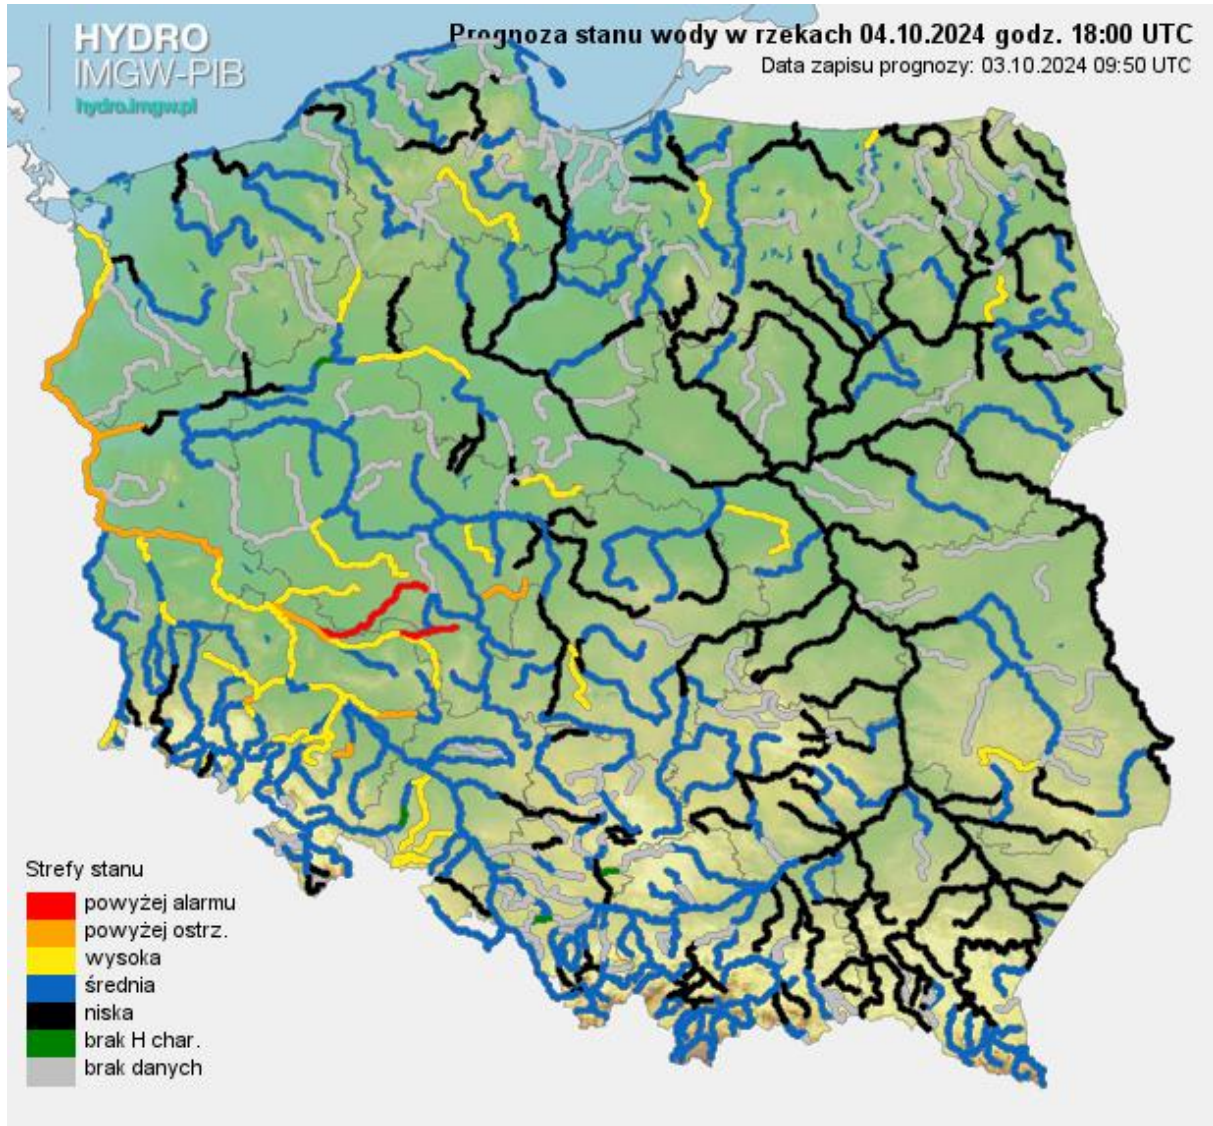 HYDRO
IMGW-PIB
hydro.imgw.pl
Prognoza stanu wody w rzekach 04.10.2024 godz. 18:00 UTC
Data zapisu prognozy: 03.10.2024 09:50 UTC
Strefy stanu
powyżej alarmu
powyżej ostrz.
wysoka
średnia
niska
brak H char.
brak danych